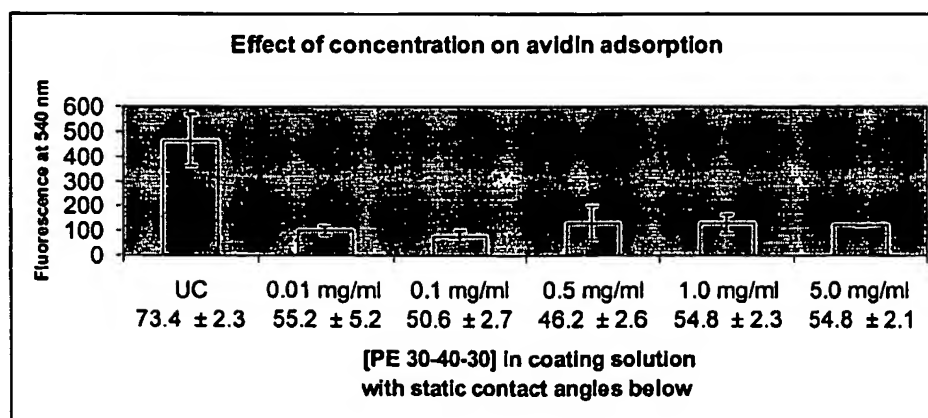 Effect of concentration on avidin adsorption
Fluorescence at 540 nm
600
500
400
300
200
100
0
UC 0.01 mg/ml 0.1 mg/ml 0.5 mg/ml 1.0 mg/ml 5.0 mg/ml
73.4 ±2.3 55.2 ±5.2 50.6 ±2.7 46.2 ±2.6 54.8 ±2.3 54.8 ±2.1
[PE 30-40-30] in coating solution
with static contact angles below